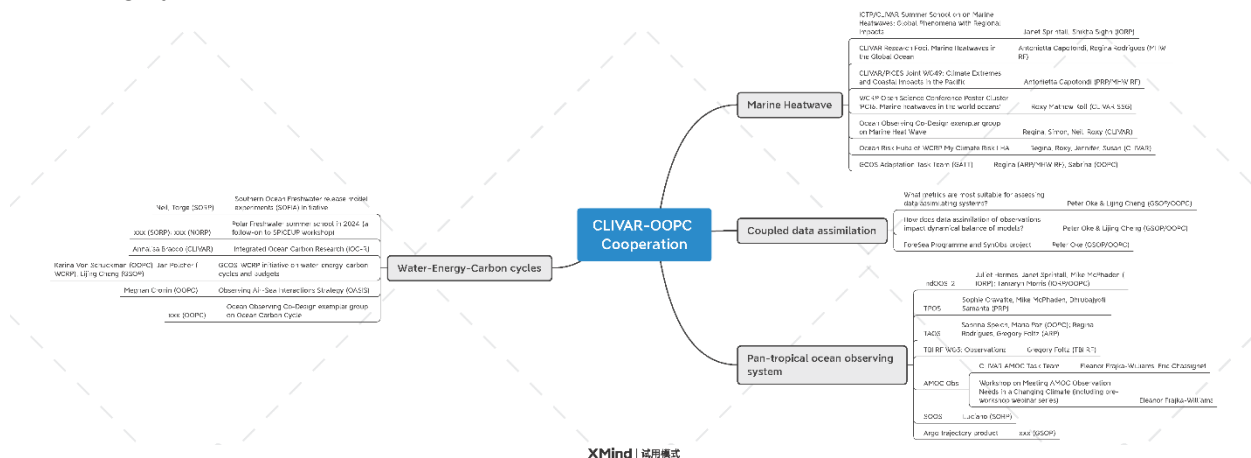 ICTP/CLIVAR Summer School on on Marine
Heatwaves: Global Phenomena with Regional
Impacts
Janet Sprintall, Shikha Sighn (IORP)
CLIVAR Research Foci: Marine Heatwaves in
the Global Ocean
Antonietta Capotondi, Regina Rodrigues (MHW
RF)
CLIVAR/PICES Joint WG49: Climate Extremes
and Coastal Impacts in the Pacific
Antonietta Capotondi (PRP/MHW RF)
Marine Heatwave
WCRP Open Science Conference Poster Cluster
'PC16. Marine heatwaves in the world oceans'
Roxy Mathew Koll (CLIVAR SSG)
Ocean Observing Co-Design exemplar group
on Marine Heat Wave
Regina, Simon, Neil, Roxy (CLIVAR)
Ocean Risk Hubs of WCRP My Climate Risk LHA
Regina, Roxy, Jennifer, Susan (CLIVAR)
GCOS Adaptation Task Team (GATT)
Regina (ARP/MHW RF), Sabrina (OOPC)
CLIVAR-OOPC
Cooperation
Coupled data assimilation
What metrics are most suitable for assessing
data assimilating systems?
Peter Oke & Lijing Cheng (GSOP/OOPC)
How does data assimilation of observations
impact dynamical balance of models?
Peter Oke & Lijing Cheng (GSOP/OOPC)
ForeSea Programme and SynObs project
Peter Oke (GSOP/OOPC)
Water-Energy-Carbon cycles
Southern Ocean Freshwater release model
experiments (SOFIA) initiative
Neil, Torge (SORP)
Polar Freshwater summer school in 2024 (a
follow-on to SPICEUP workshop)
xxx (SORP); xxx (NORP)
Integrated Ocean Carbon Research (IOC-R)
Annalisa Bracco (CLIVAR)
GCOS-WCRP initiative on water-energy-carbon
cycles and budgets
Karina Von Schuckman (OOPC), Jan Polcher (
WCRP), Lijing Cheng (GSOP)
Observing Air-Sea Interactions Strategy (OASIS)
Meghan Cronin (OOPC)
Ocean Observing Co-Design exemplar group
on Ocean Carbon Cycle
xxx (OOPC)
Pan-tropical ocean observing
system
IndOOS-2
Juliet Hermes, Janet Sprintall, Mike McPhaden (
IORP); Tamaryn Morris (IORP/OOPC)
TPOS
Sophie Cravatte, Mike McPhaden, Dhrubajyoti
Samanta (PRP)
TAOS
Sabrina Speich, Maria Paz (OOPC); Regina
Rodrigues, Gregory Foltz (ARP)
TBI RF WG3: Observations
Gregory Foltz (TBI RF)
AMOC Obs
CLIVAR AMOC Task Team
Eleanor Frajka-Williams, Eric Chassignet
Workshop on Meeting AMOC Observation
Needs in a Changing Climate (including pre-
workshop webinar series)
Eleanor Frajka-Williams
SOOS
Luciano (SORP)
Argo trajectory product
xxx (GSOP)
XMind | 试用模式